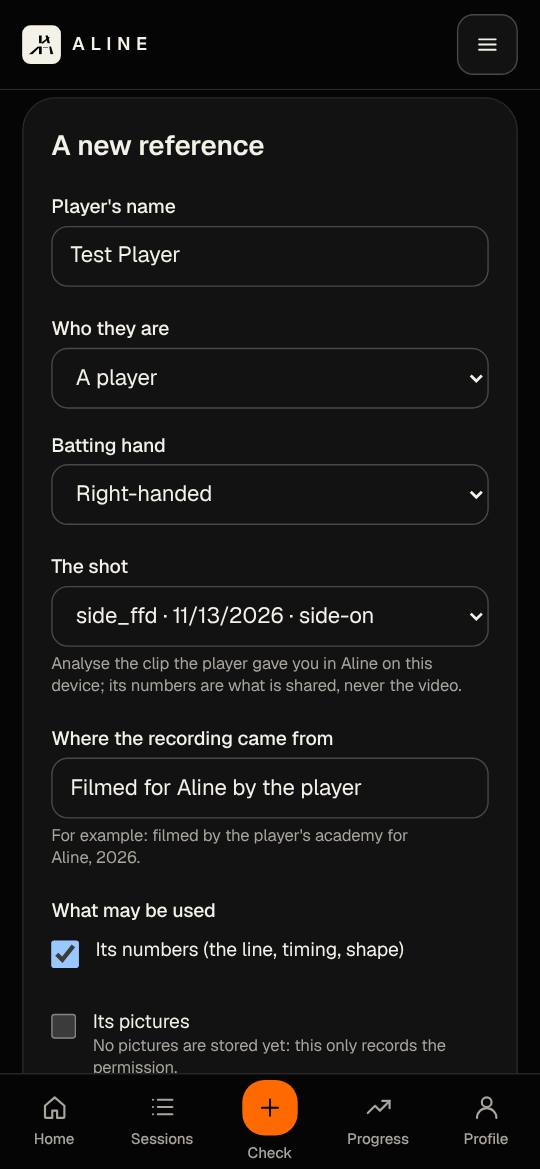 ALINE
A new reference
Player's name
Test Player
Who they are
A player
Batting hand
Right-handed
The shot
side_ffd · 11/13/2026 · side-on
Analyse the clip the player gave you in Aline on this
device; its numbers are what is shared, never the video.
Where the recording came from
Filmed for Aline by the player
For example: filmed by the player's academy for
Aline, 2026.
What may be used
Its numbers (the line, timing, shape)
Its pictures
No pictures are stored yet: this only records the
permission.
Home
Sessions
Check
Progress
Profile